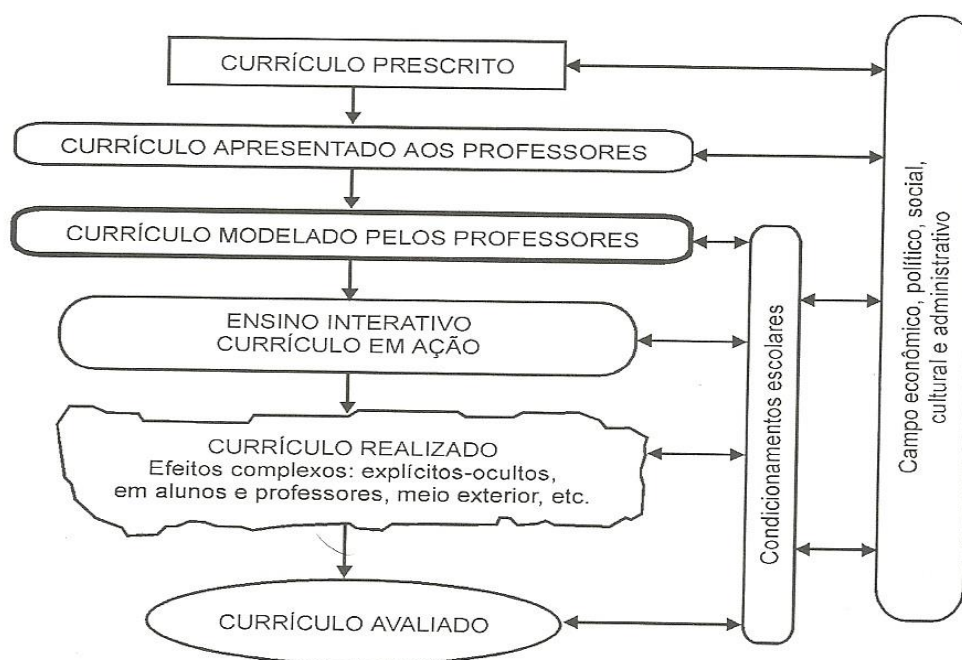 CURRÍCULO PRESCRITO
CURRÍCULO APRESENTADO AOS PROFESSORES
CURRÍCULO MODELADO PELOS PROFESSORES
ENSINO INTERATIVO
CURRÍCULO EM AÇÃO
CURRÍCULO REALIZADO
Efeitos complexos: explícitos-ocultos,
em alunos e professores, meio exterior, etc.
CURRÍCULO AVALIADO
Condicionamentos escolares
Campo econômico, político, social,
cultural e administrativo